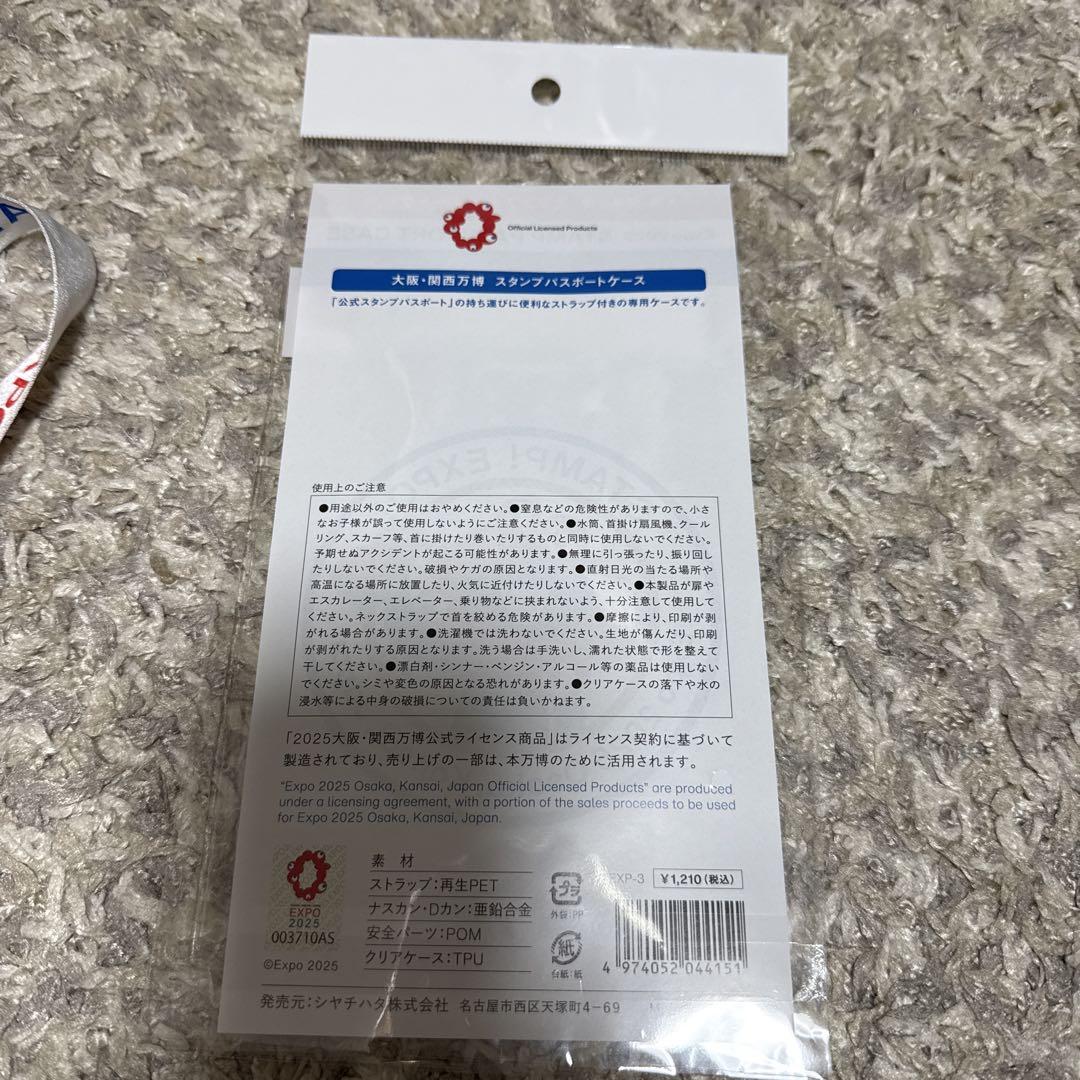 Official Licensed Products
大阪・関西万博 スタンプパスポートケース
「公式スタンプパスポート」の持ち運びに便利なストラップ付きの専用ケースです。
使用上のご注意
●用途以外のご使用はおやめください。●窒息などの危険性がありますので、小さ
なお子様が誤って使用しないようにご注意ください。●水筒、首掛け扇風機、クール
リング、スカーフ等、首に掛けたり巻いたりするものと同時に使用しないでください。
予期せぬアクシデントが起こる可能性があります。●無理に引っ張ったり、振り回し
たりしないでください。破損やケガの原因となります。●直射日光の当たる場所や
高温になる場所に放置したり、火気に近付けたりしないでください。●本製品が扉や
エスカレーター、エレベーター、乗り物などに挟まれないよう、十分注意して使用して
ください。ネックストラップで首を絞める危険があります。●摩擦により、印刷が剥
がれる場合があります。●洗濯機では洗わないでください。生地が傷んだり、印刷
が剥がれたりする原因となります。洗う場合は手洗いし、濡れた状態で形を整えて
干してください。●漂白剤・シンナー・ベンジン・アルコール等の薬品は使用しない
でください。シミや変色の原因となる恐れがあります。●クリアケースの落下や水の
浸水等による中身の破損についての責任は負いかねます。
「2025大阪・関西万博公式ライセンス商品」はライセンス契約に基づいて
製造されており、売り上げの一部は、本万博のために活用されます。
"Expo 2025 Osaka, Kansai, Japan Official Licensed Products" are produced
under a licensing agreement, with a portion of the sales proceeds to be used
for Expo 2025 Osaka, Kansai, Japan.
EXPO
2025
003710AS
©Expo 2025
素 材
ストラップ:再生PET
ナスカン・Dカン:亜鉛合金
安全パーツ:POM
クリアケース:TPU
プラ
外袋:PP
紙
台紙:紙
EXP-3 ¥1,210(税込)
4 974052 044151
発売元:シヤチハタ株式会社 名古屋市西区天塚町4-69